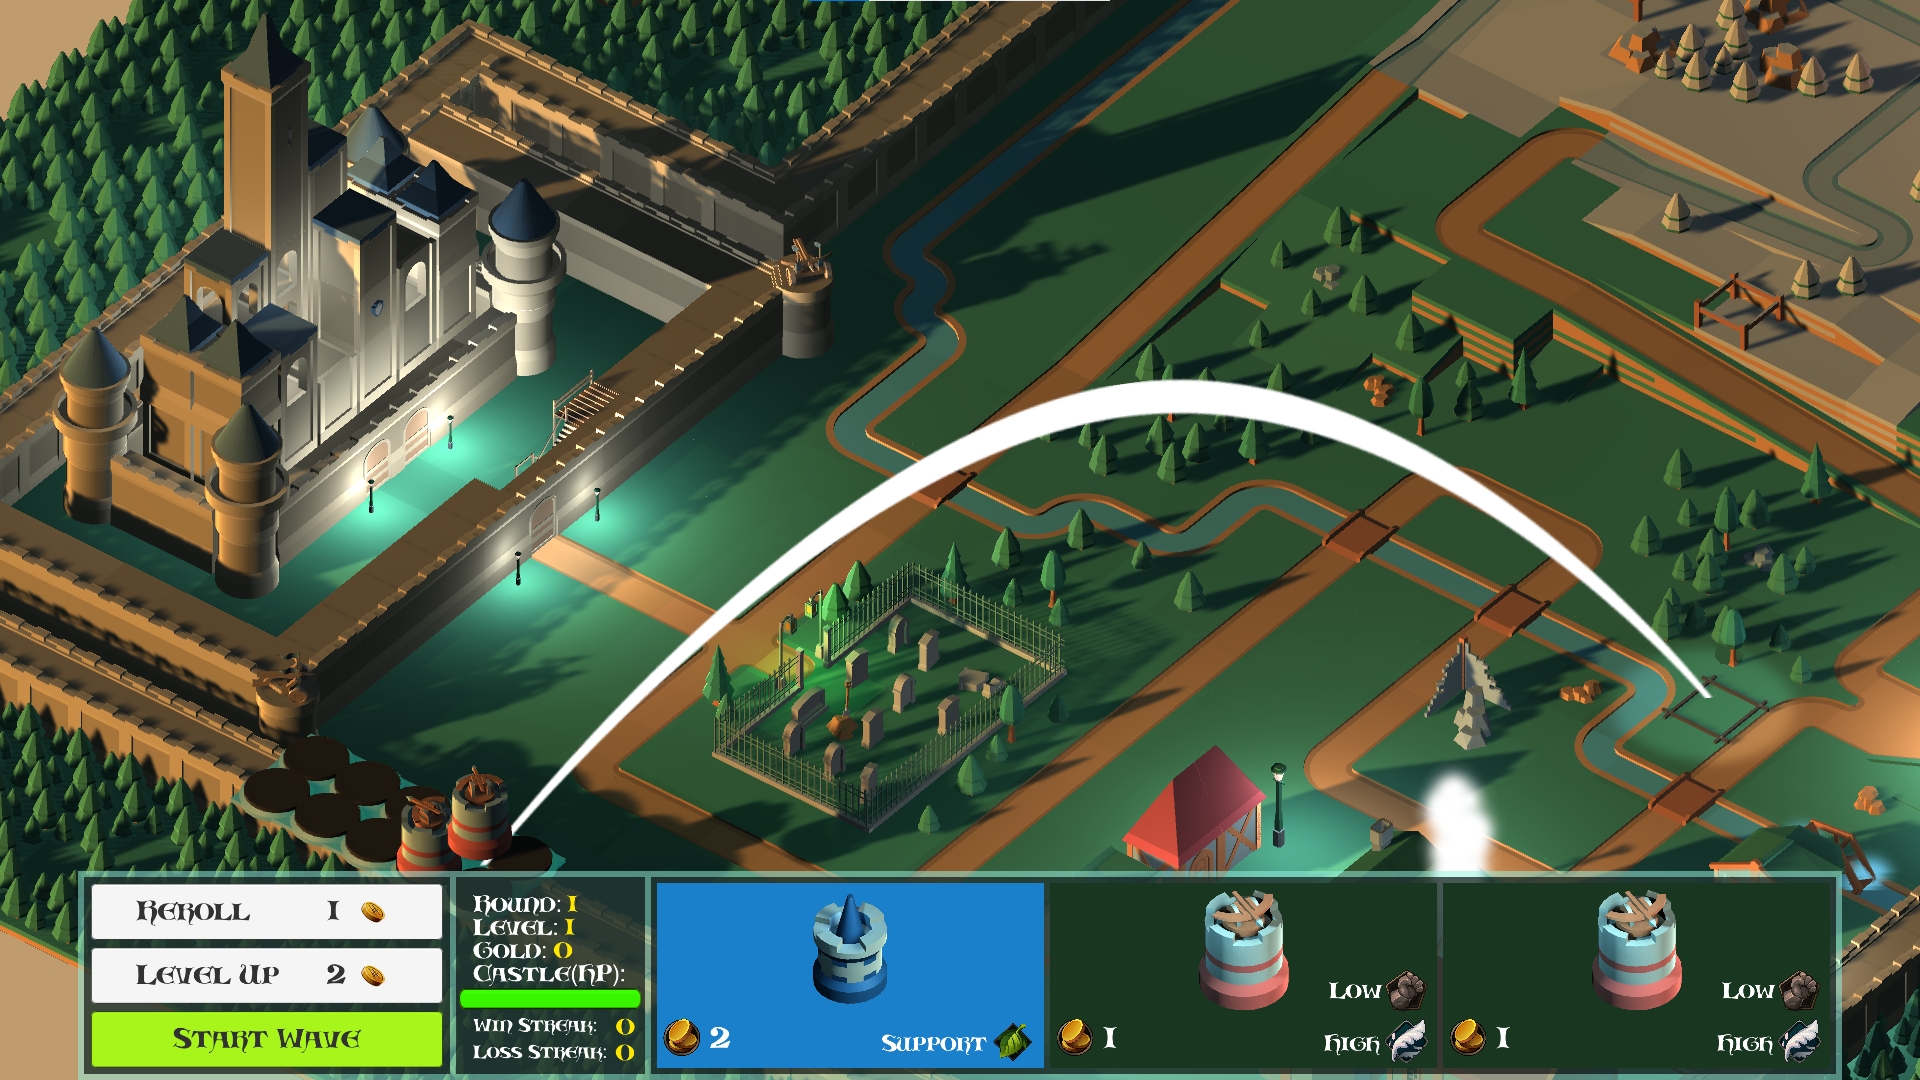 Reroll 1
Level Up 2
Start Wave
Round: 1
Level: 1
Gold: 0
Castle(HP):
Win Streak: 0
Loss Streak: 0
2 Support
Low
1 High
Low
1 High